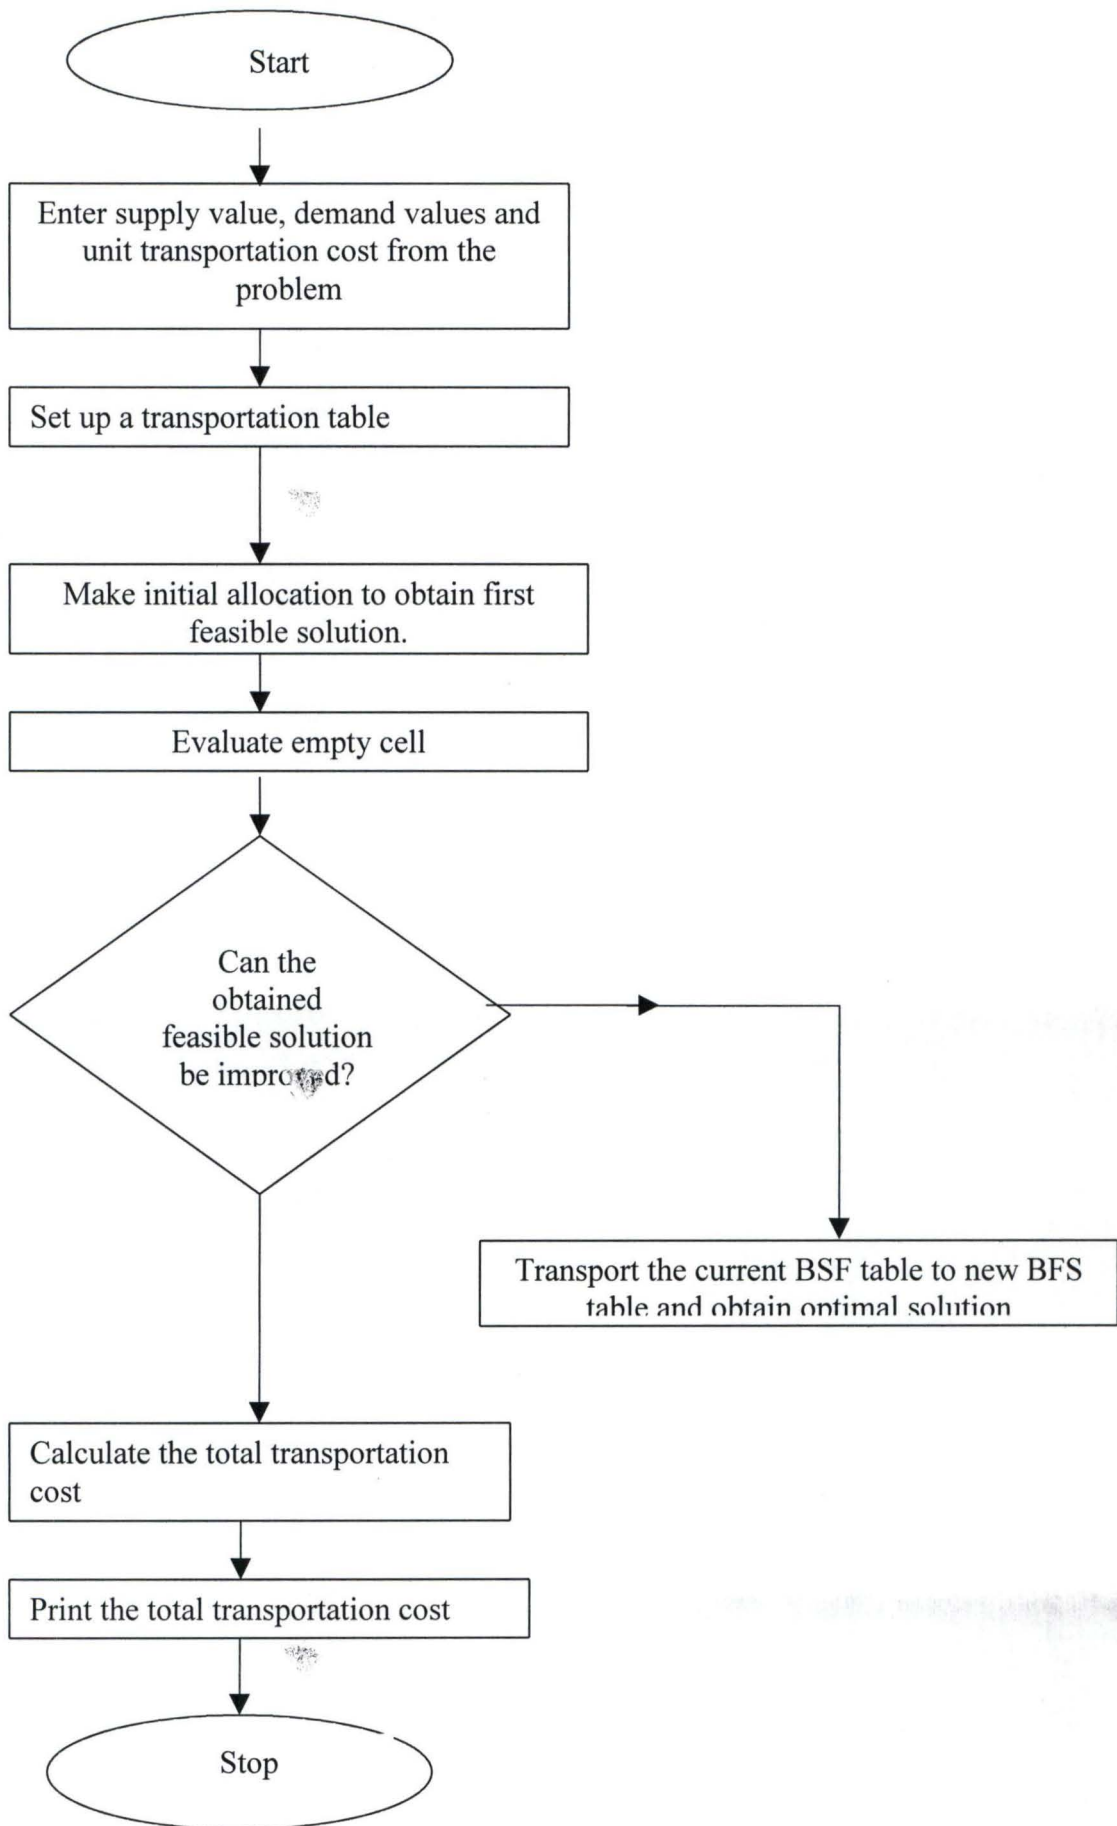 Start
Enter supply value, demand values and
unit transportation cost from the
problem
Set up a transportation table
Make initial allocation to obtain first
feasible solution.
Evaluate empty cell
Can the
obtained
feasible solution
be improved?
Transport the current BSF table to new BFS
table and obtain optimal solution
Calculate the total transportation
cost
Print the total transportation cost
Stop